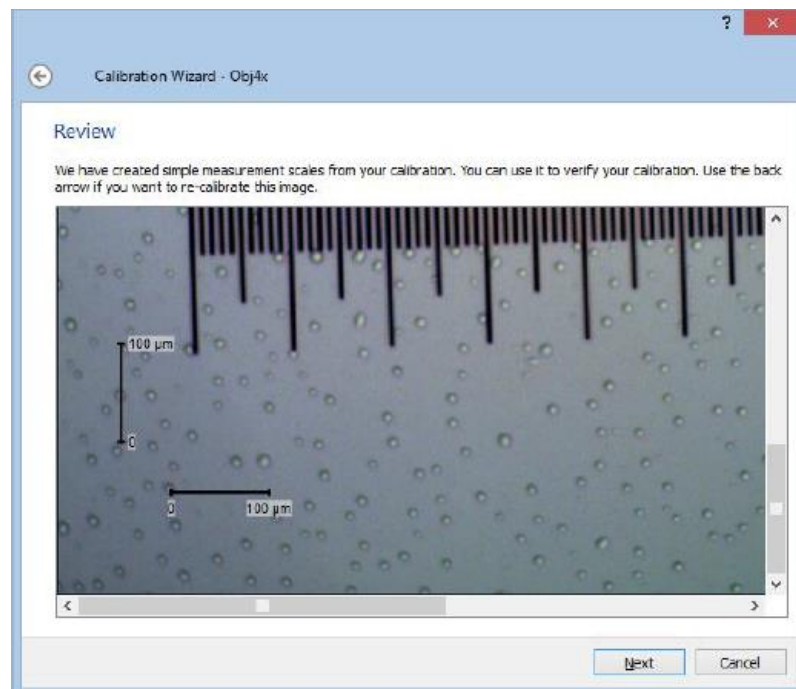 ?
Calibration Wizard - Obj4x
Review
We have created simple measurement scales from your calibration. You can use it to verify your calibration. Use the back
arrow if you want to re-calibrate this image.
100 µm
0
0 100 µm
Next Cancel